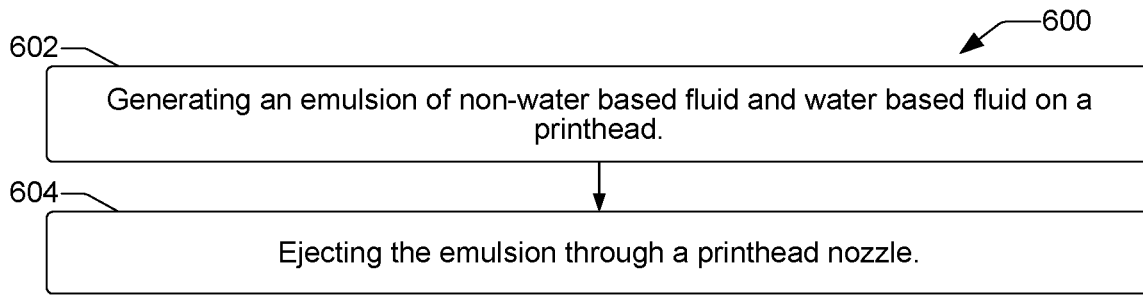 600
602
Generating an emulsion of non-water based fluid and water based fluid on a
printhead.
604
Ejecting the emulsion through a printhead nozzle.